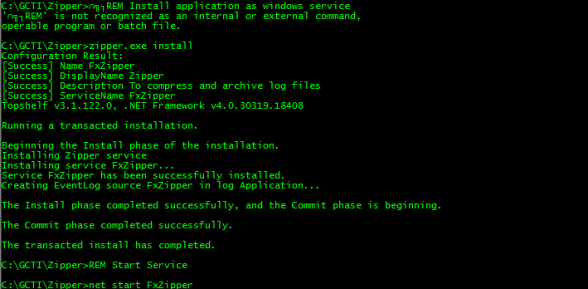 C:\GCTI\Zipper>∩╗┐REM Install application as windows service
'∩╗┐REM' is not recognized as an internal or external command,
operable program or batch file.
C:\GCTI\Zipper>zipper.exe install
Configuration Result:
[Success] Name FxZipper
[Success] DisplayName Zipper
[Success] Description To compress and archive log files
[Success] ServiceName FxZipper
Topshelf v3.1.122.0, .NET Framework v4.0.30319.18408
Running a transacted installation.
Beginning the Install phase of the installation.
Installing Zipper service
Installing service FxZipper...
Service FxZipper has been successfully installed.
Creating EventLog source FxZipper in log Application...
The Install phase completed successfully, and the Commit phase is beginning.
The Commit phase completed successfully.
The transacted install has completed.
C:\GCTI\Zipper>REM Start Service
C:\GCTI\Zipper>net start FxZipper